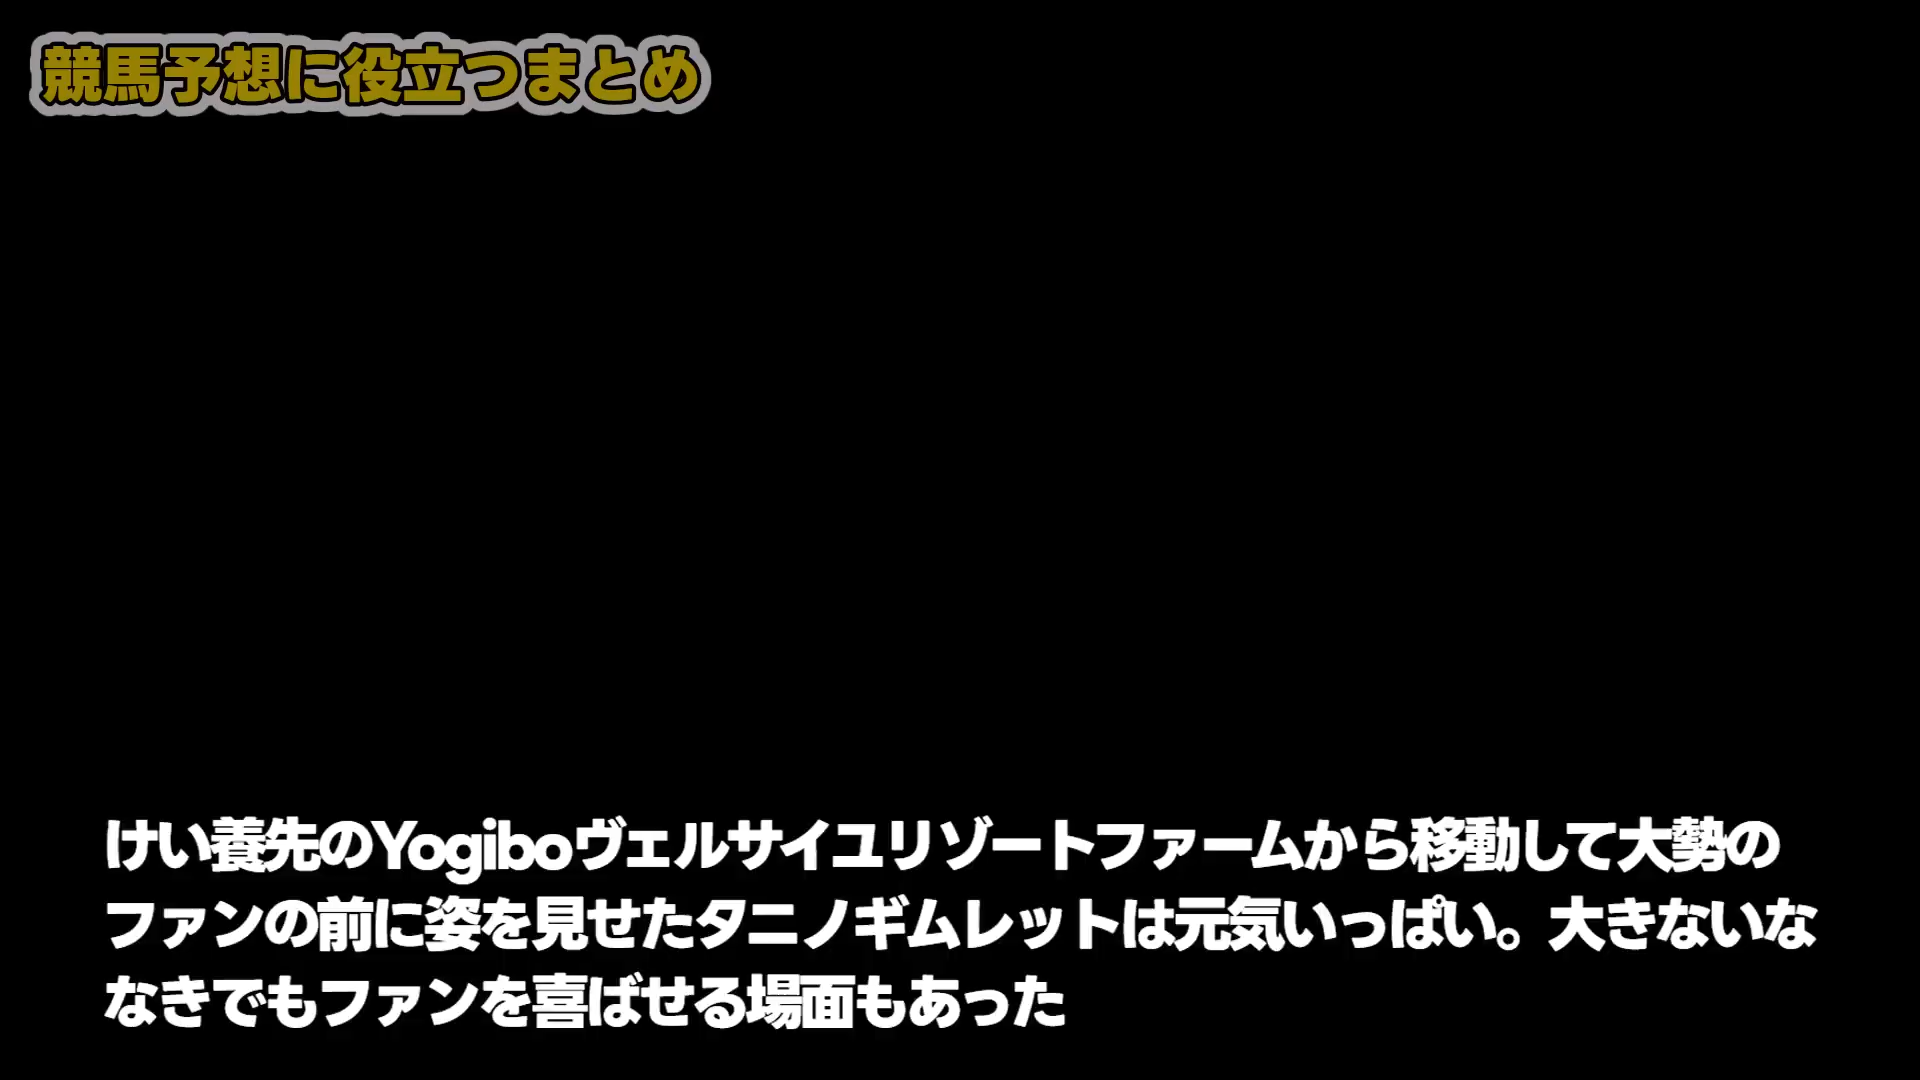 競馬予想に役立つまとめ
けい養先のYogiboヴェルサイユリゾートファームから移動して大勢の
ファンの前に姿を見せたタニノギムレットは元気いっぱい。大きないな
なきでもファンを喜ばせる場面もあった